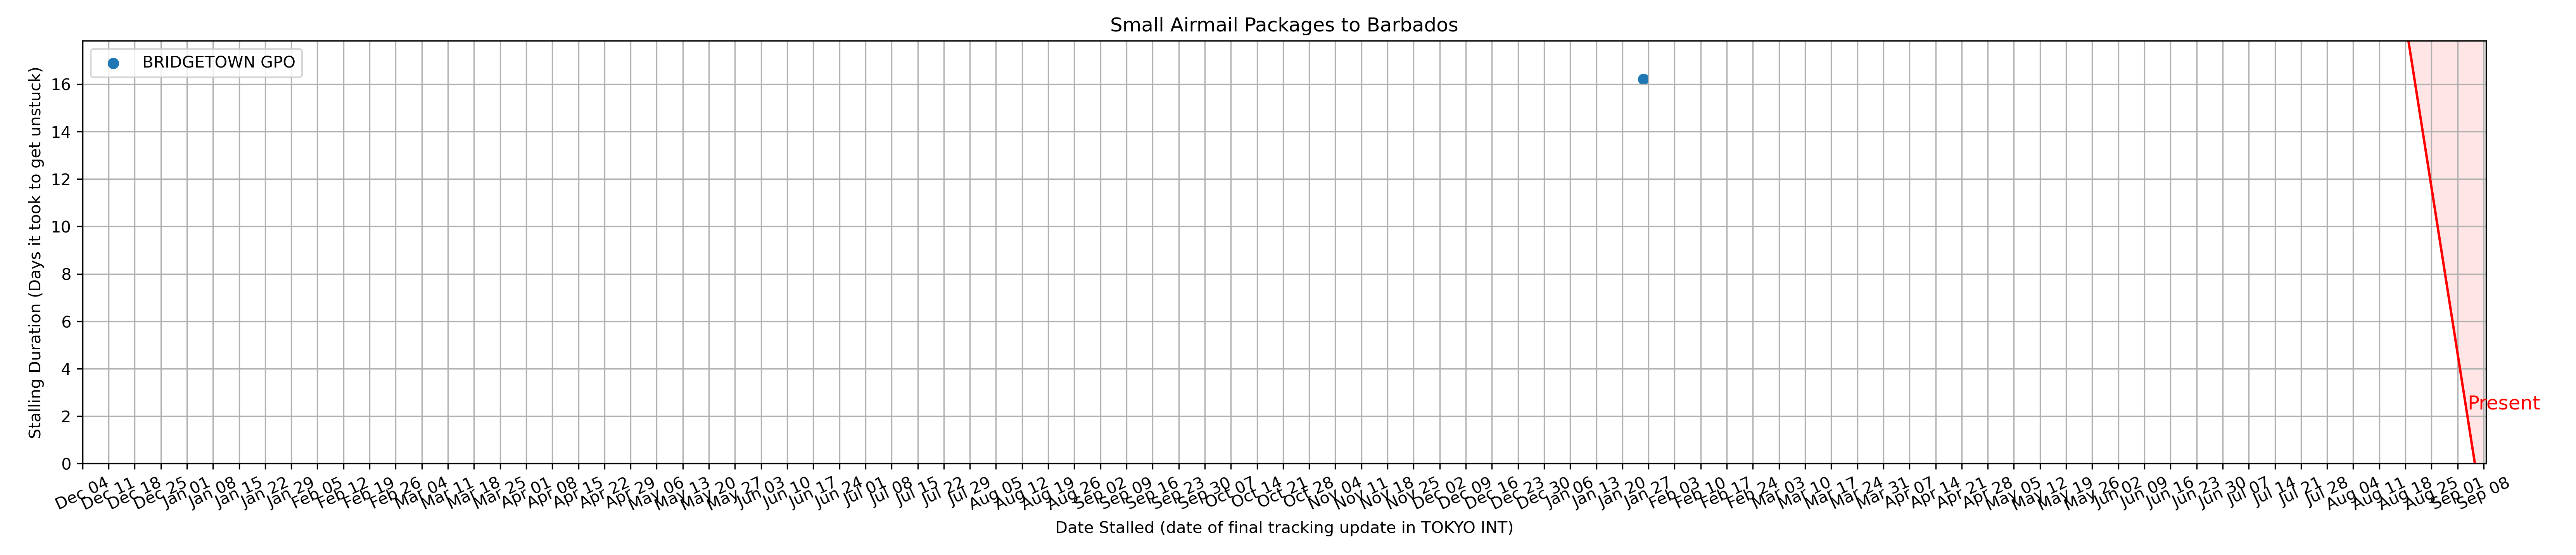 Small Airmail Packages to Barbados
BRIDGETOWN GPO
Stalling Duration (Days it took to get unstuck)
16
14
12
10
8
6
4
2
0
Present
Dec 04 Dec 11 Dec 18 Dec 25 Jan 01 Jan 08 Jan 15 Jan 22 Jan 29 Feb 05 Feb 12 Feb 19 Feb 26 Mar 04 Mar 11 Mar 18 Mar 25 Apr 01 Apr 08 Apr 15 Apr 22 Apr 29 May 06 May 13 May 20 May 27 Jun 03 Jun 10 Jun 17 Jun 24 Jul 01 Jul 08 Jul 15 Jul 22 Jul 29 Aug 05 Aug 12 Aug 19 Aug 26 Sep 02 Sep 09 Sep 16 Sep 23 Sep 30 Oct 07 Oct 14 Oct 21 Oct 28 Nov 04 Nov 11 Nov 18 Nov 25 Dec 02 Dec 09 Dec 16 Dec 23 Dec 30 Jan 06 Jan 13 Jan 20 Jan 27 Feb 03 Feb 10 Feb 17 Feb 24 Mar 03 Mar 10 Mar 17 Mar 24 Mar 31 Apr 07 Apr 14 Apr 21 Apr 28 May 05 May 12 May 19 May 26 Jun 02 Jun 09 Jun 16 Jun 23 Jun 30 Jul 07 Jul 14 Jul 21 Jul 28 Aug 04 Aug 11 Aug 18 Aug 25 Sep 01 Sep 08
Date Stalled (date of final tracking update in TOKYO INT)